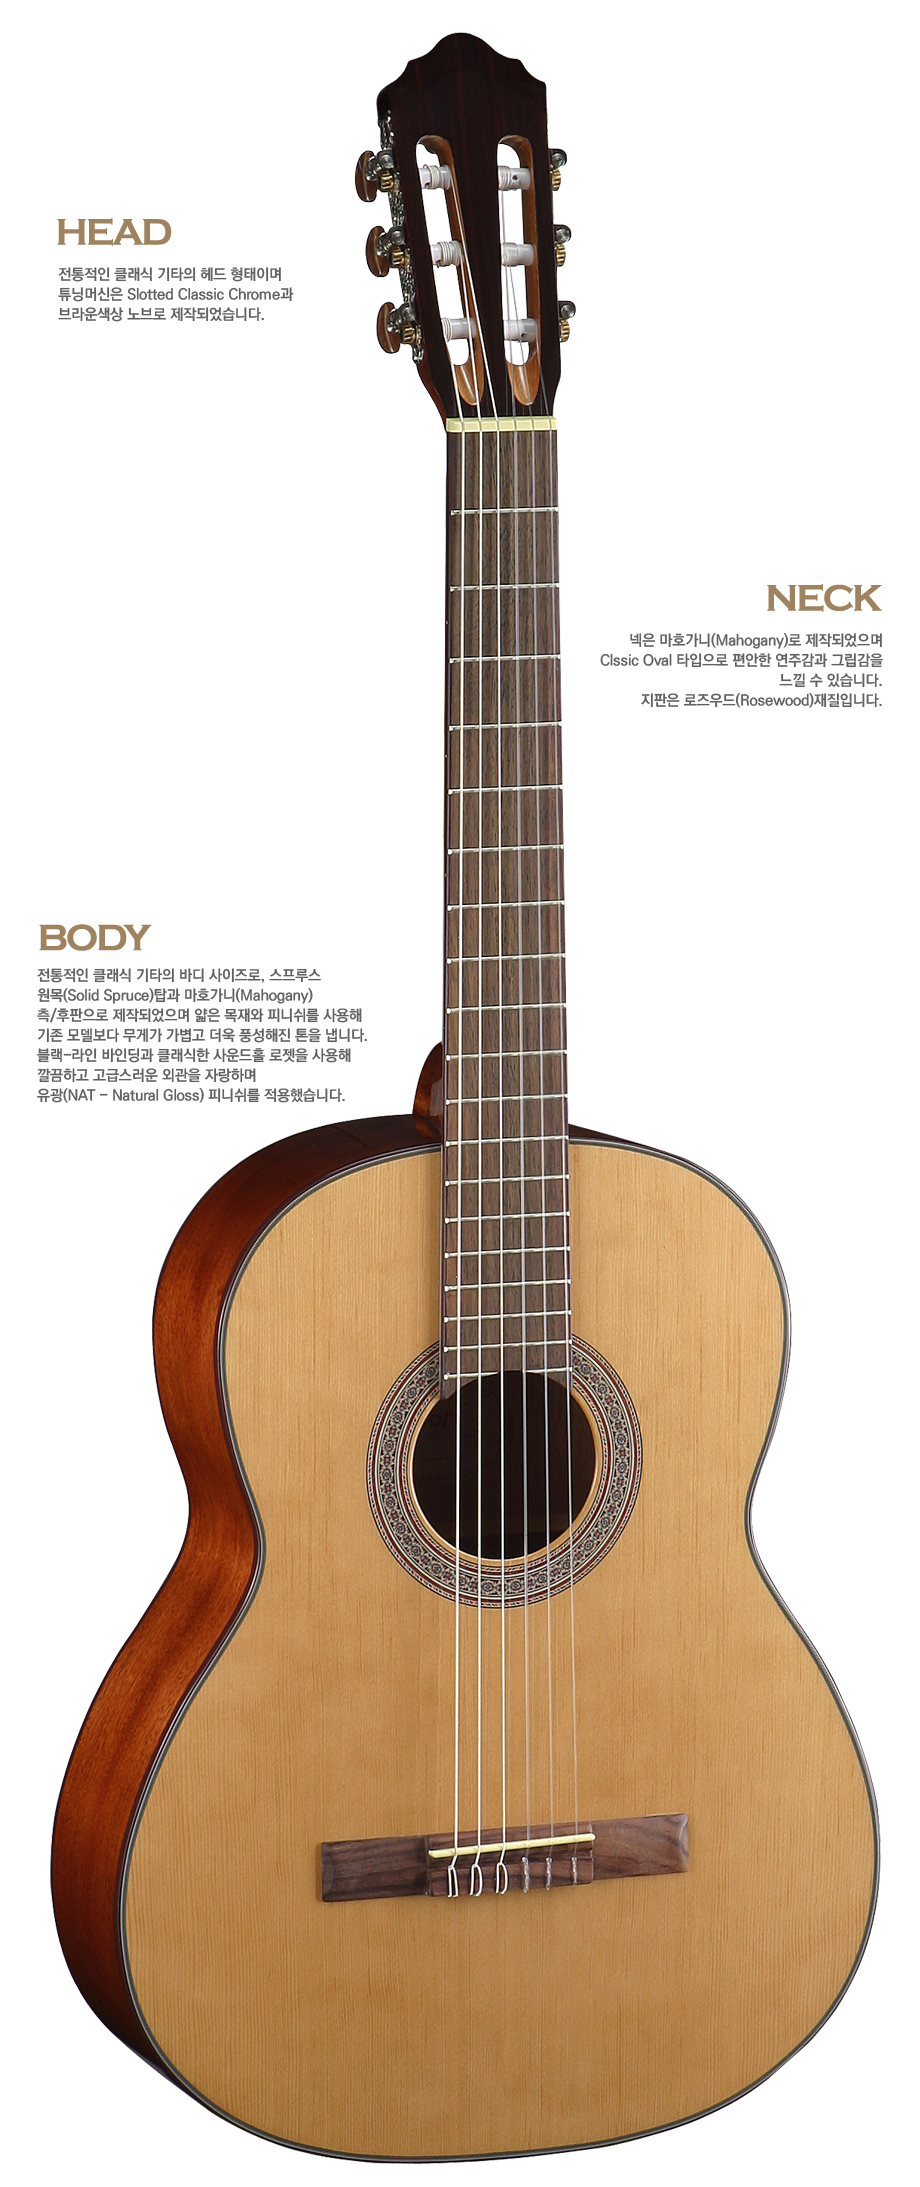 HEAD
전통적인 클래식 기타의 헤드 형태이며
튜닝머신은 Slotted Classic Chrome과
브라운색상 노브로 제작되었습니다.
NECK
넥은 마호가니(Mahogany)로 제작되었으며
Clssic Oval 타입으로 편안한 연주감과 그립감을
느낄 수 있습니다.
지판은 로즈우드(Rosewood)재질입니다.
BODY
전통적인 클래식 기타의 바디 사이즈로, 스프루스
원목(Solid Spruce)탑과 마호가니(Mahogany)
측/후판으로 제작되었으며 얇은 목재와 피니쉬를 사용해
기존 모델보다 무게가 가볍고 더욱 풍성해진 톤을 냅니다.
블랙-라인 바인딩과 클래식한 사운드홀 로젯을 사용해
깔끔하고 고급스러운 외관을 자랑하며
유광(NAT - Natural Gloss) 피니쉬를 적용했습니다.